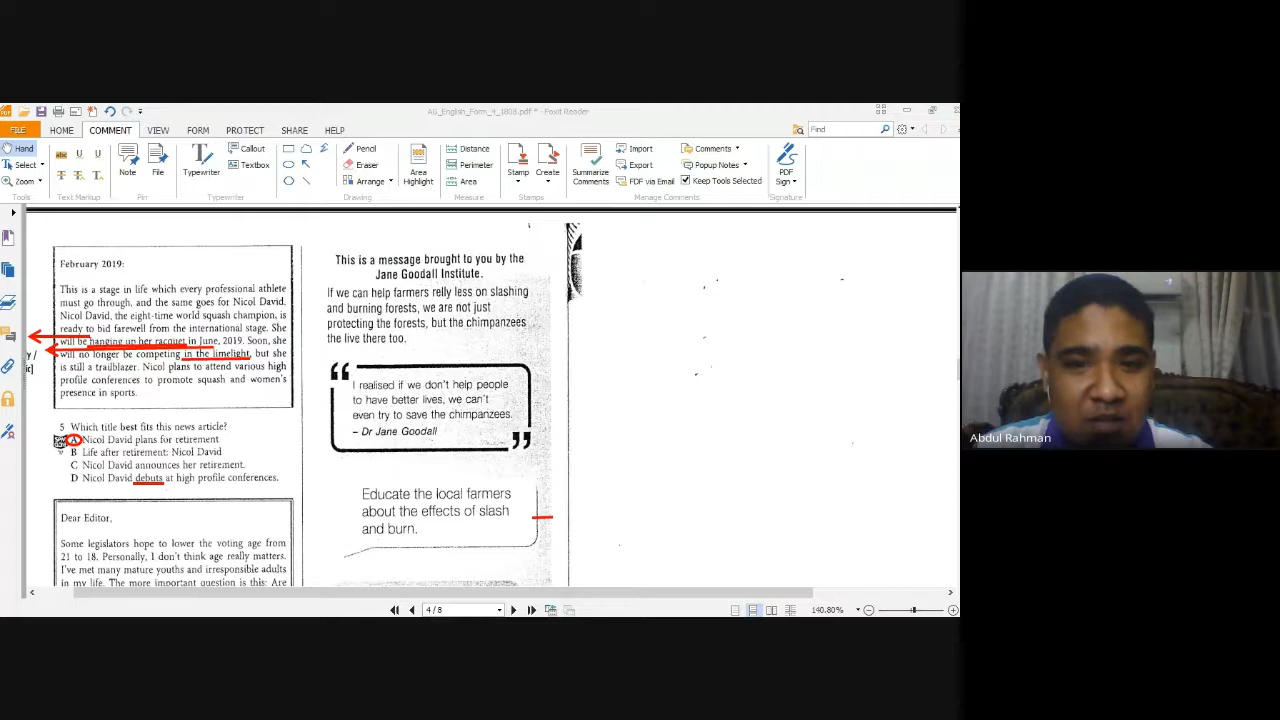 AG_English_Form_4_1808.pdf * - Foxit Reader
FILE
HOME
COMMENT
VIEW
FORM
PROTECT
SHARE
HELP
Find
Hand
Select
Zoom
Tools
Text Markup
Note
File
Pin
Typewriter
Callout
Textbox
Typewriter
Pencil
Eraser
Arrange
Drawing
Area
Highlight
Distance
Perimeter
Area
Measure
Stamp
Create
Stamps
Summarize
Comments
Import
Export
PDF via Email
Comments
Popup Notes
Keep Tools Selected
Manage Comments
PDF
Sign
Signature
February 2019:
This is a stage in life which every professional athlete
must go through, and the same goes for Nicol David.
Nicol David, the eight-time world squash champion, is
ready to bid farewell from the international stage. She
will be hanging up her racquet in June, 2019. Soon, she
will no longer be competing in the limelight, but she
is still a trailblazer. Nicol plans to attend various high
profile conferences to promote squash and women's
presence in sports.
5 Which title best fits this news article?
A Nicol David plans for retirement
B Life after retirement: Nicol David
C Nicol David announces her retirement.
D Nicol David debuts at high profile conferences.
Dear Editor,
Some legislators hope to lower the voting age from
21 to 18. Personally, I don't think age really matters.
I've met many mature youths and irresponsible adults
in my life. The more important question is this: Are
This is a message brought to you by the
Jane Goodall Institute.
If we can help farmers relly less on slashing
and burning forests, we are not just
protecting the forests, but the chimpanzees
the live there too.
I realised if we don't help people
to have better lives, we can't
even try to save the chimpanzees.
– Dr Jane Goodall
Educate the local farmers
about the effects of slash
and burn.
4 / 8
140.80%
Abdul Rahman